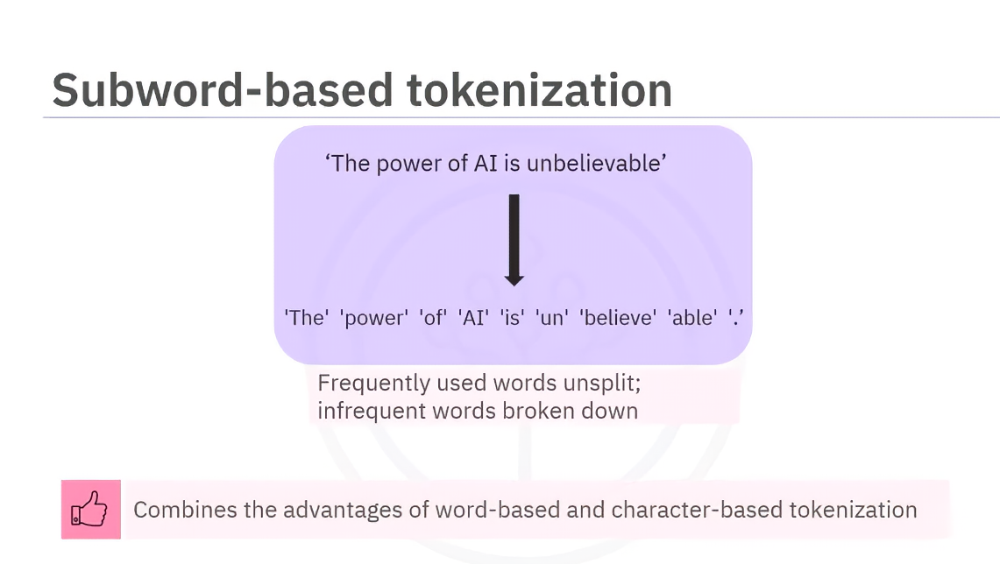 Subword-based tokenization
‘The power of AI is unbelievable’
'The' 'power' 'of' 'AI' 'is' 'un' 'believe' 'able' '.’
Frequently used words unsplit;
infrequent words broken down
Combines the advantages of word-based and character-based tokenization